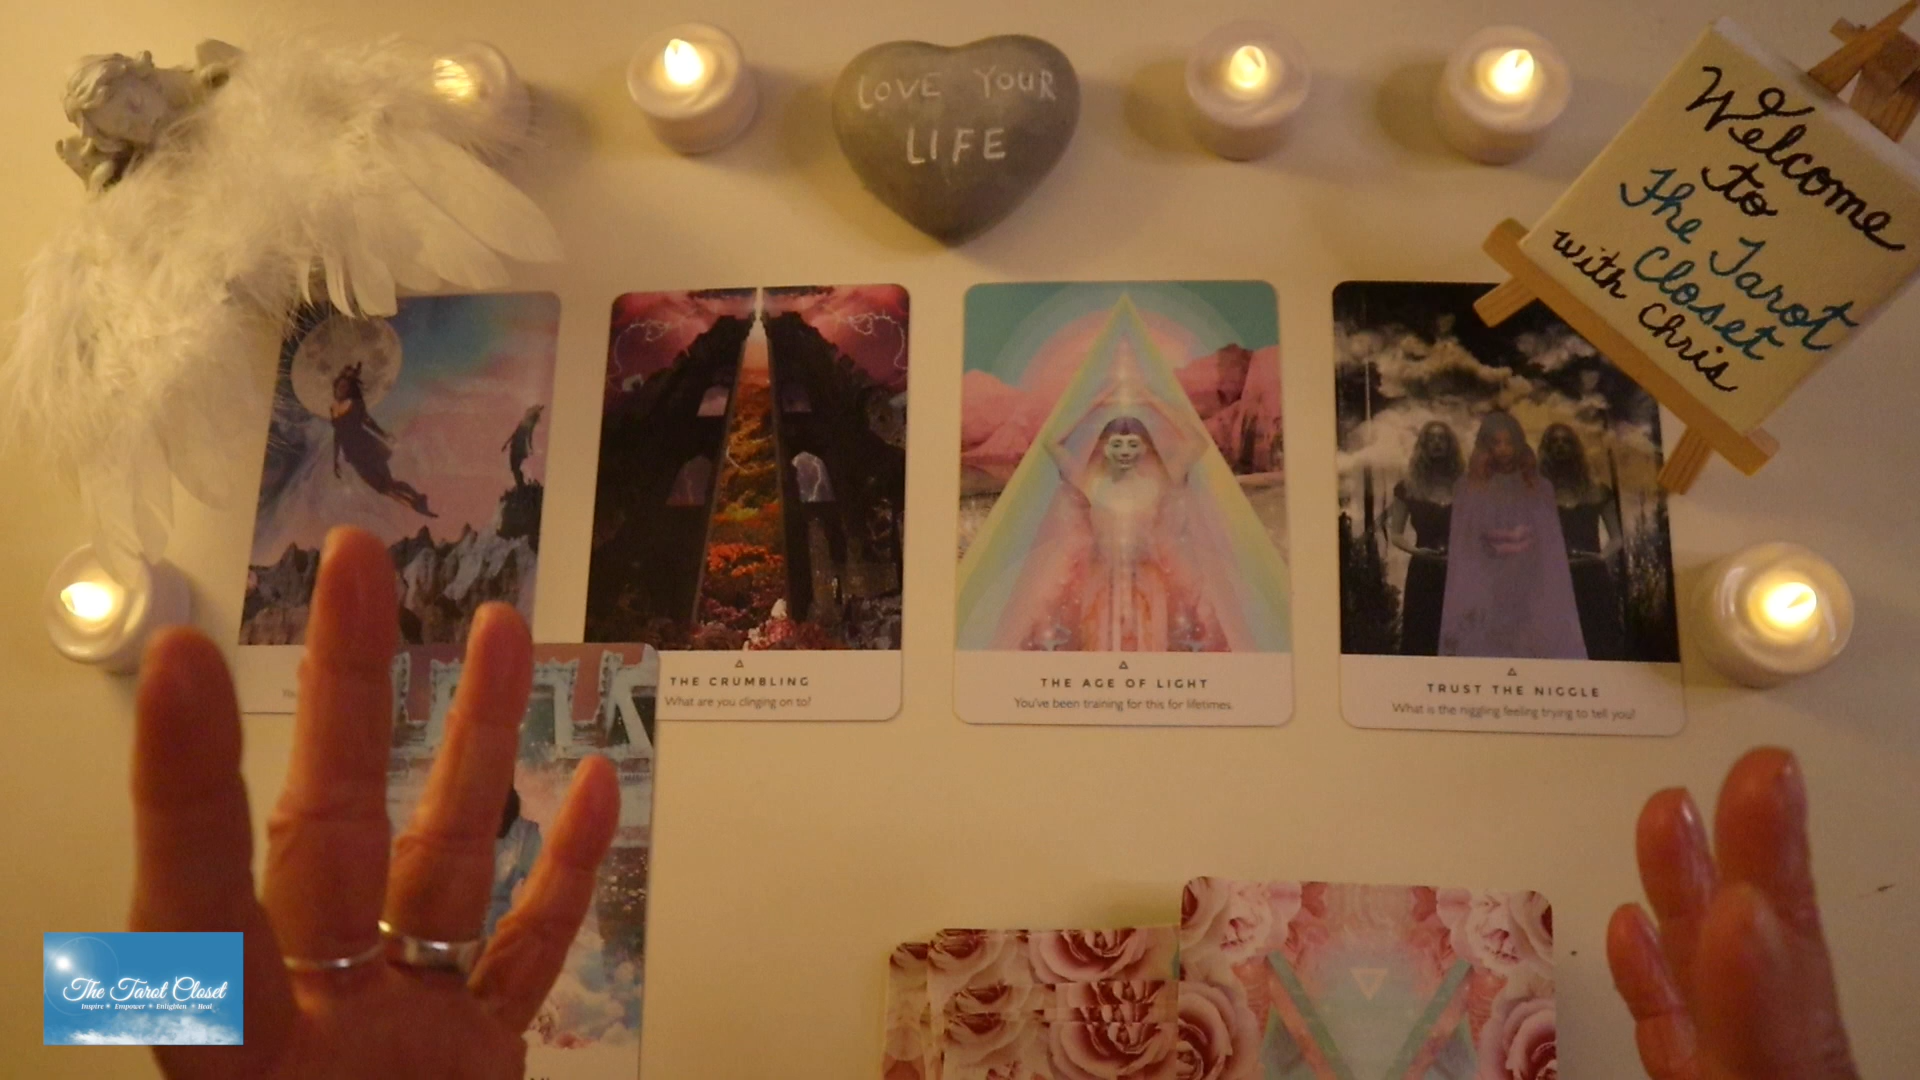 LOVE YOUR
LIFE
Welcome
to
The Tarot
Closet
with Chris
THE CRUMBLING
What are you clinging on to?
THE AGE OF LIGHT
You've been training for this for lifetimes.
TRUST THE NIGGLE
What is the niggling feeling trying to tell you?
The Tarot Closet
Inspire * Empower * Enlighten * Heal